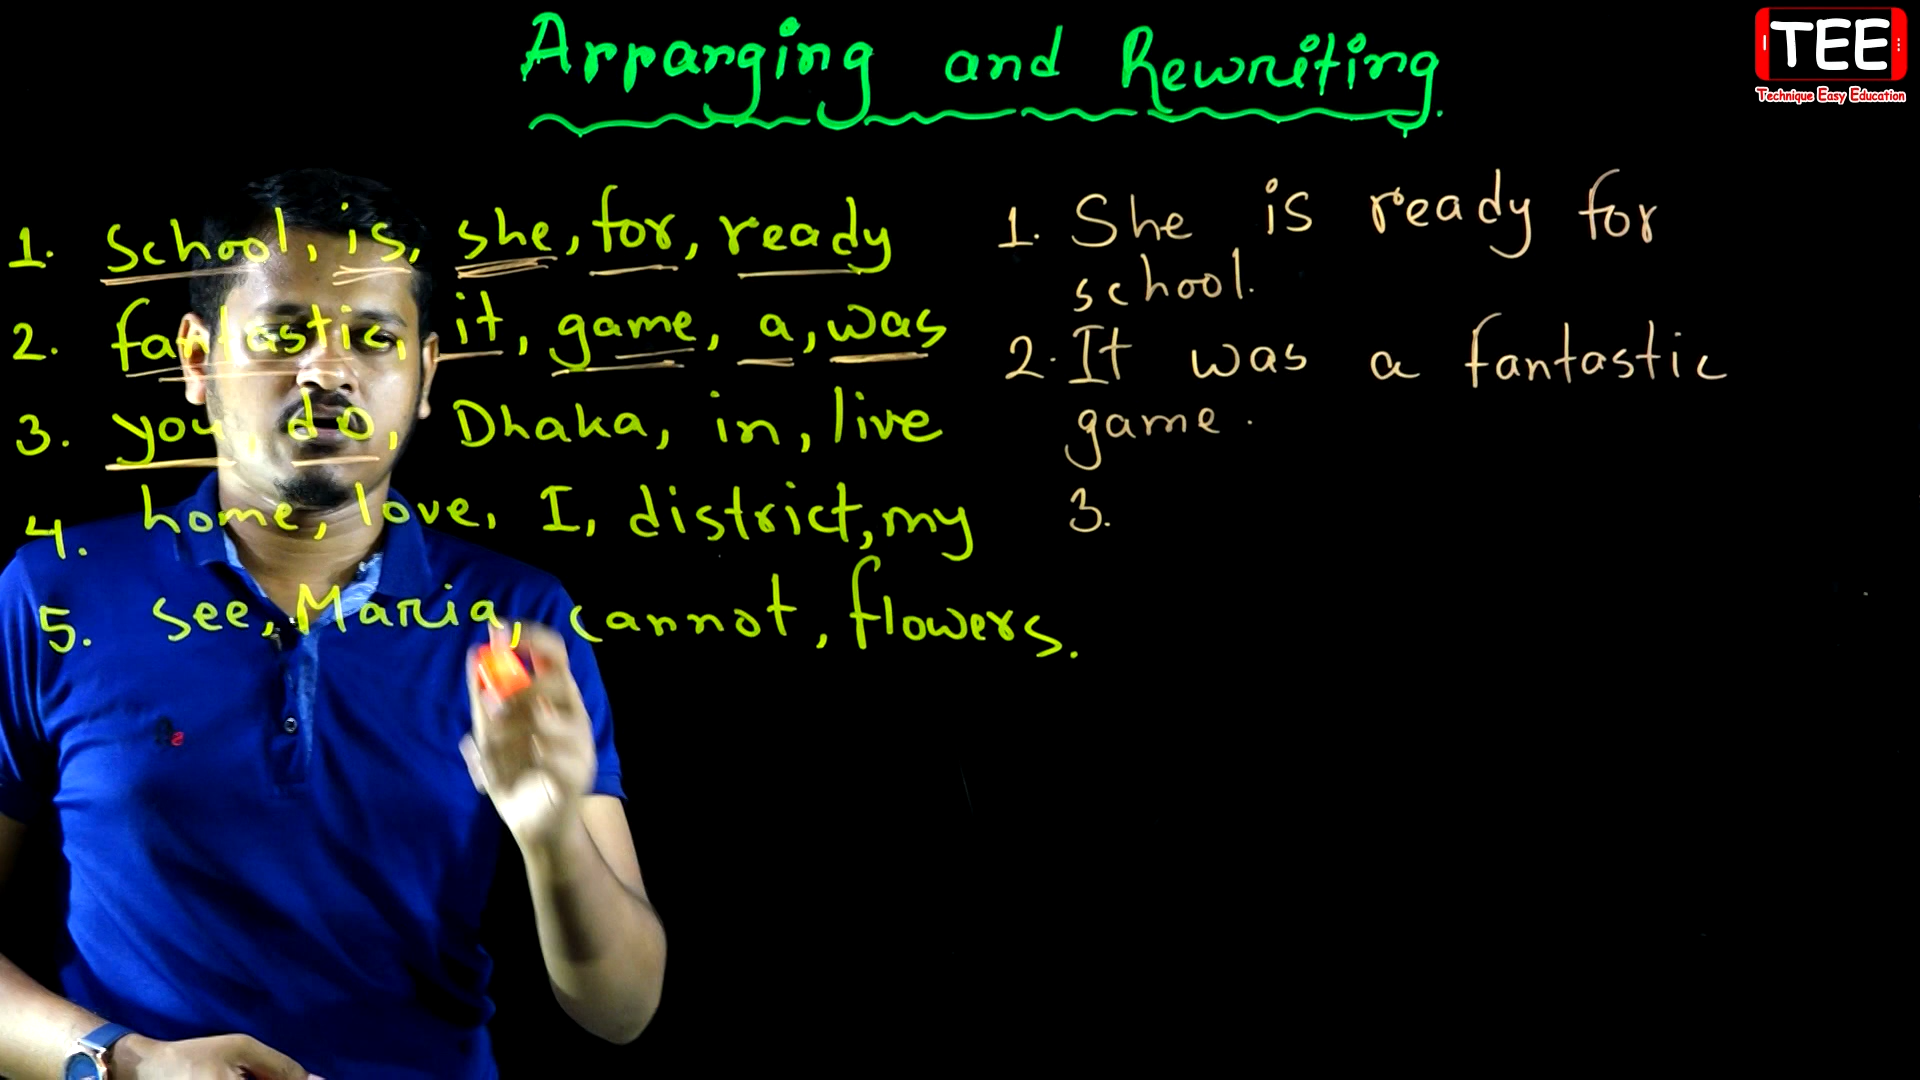 Arranging and Rewriting
TEE
Technique Easy Education
1. School, is, she, for, ready
2. fantastic, it, game, a, was
3. you, do, Dhaka, in, live
4. home, love, I, district, my
5. see, Maria, cannot, flowers.
1. She is ready for
school.
2. It was a fantastic
game.
3.